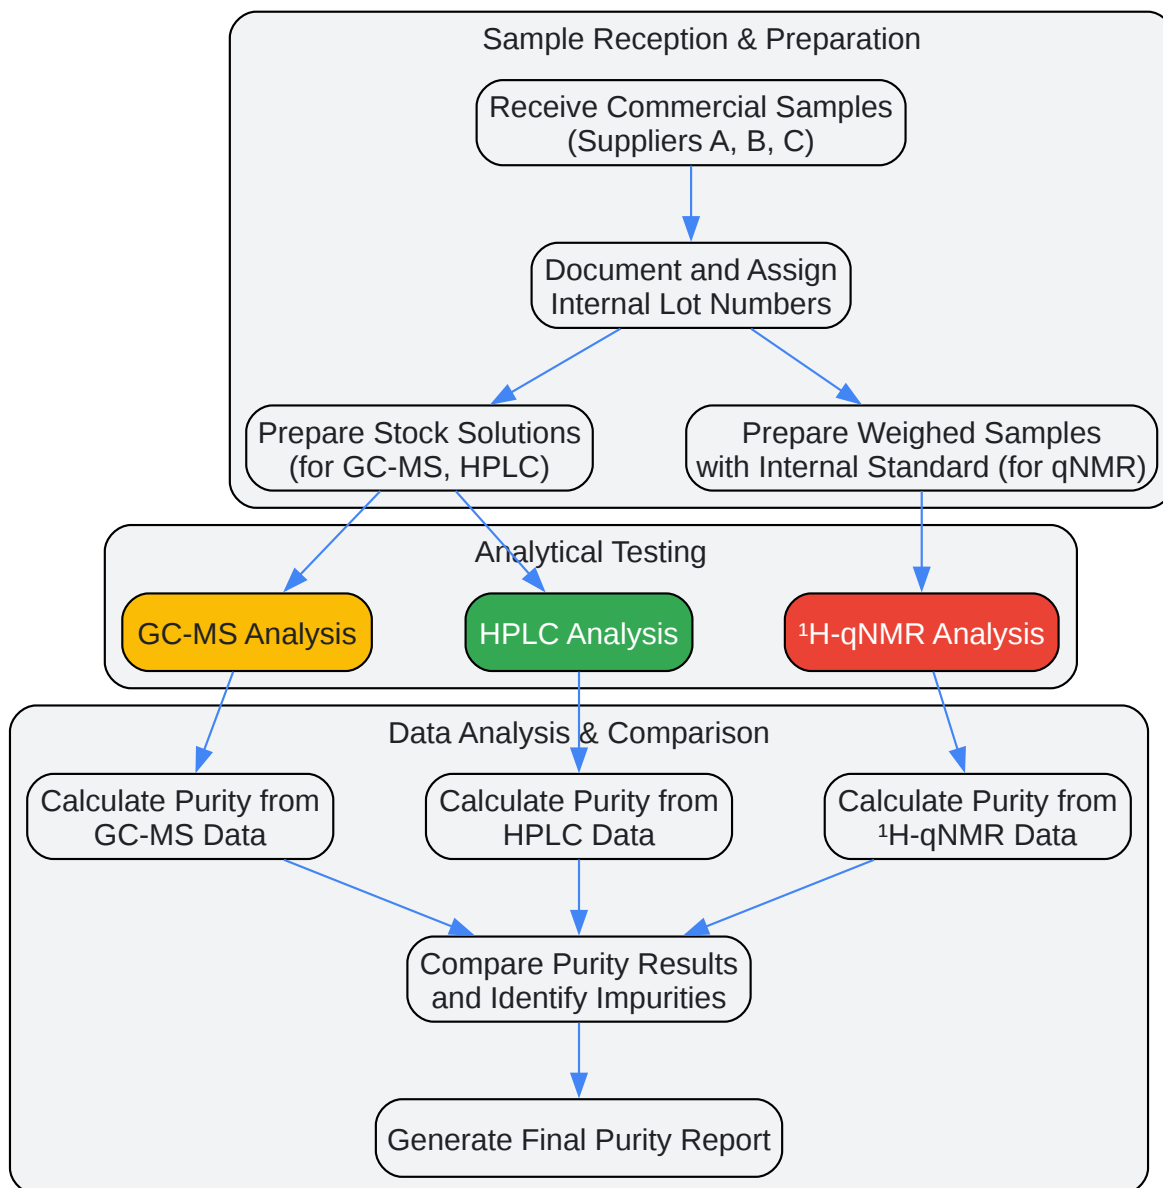 Sample Reception & Preparation
Receive Commercial Samples
(Suppliers A, B, C)
Document and Assign
Internal Lot Numbers
Prepare Stock Solutions
(for GC-MS, HPLC)
Prepare Weighed Samples
with Internal Standard (for qNMR)
Analytical Testing
GC-MS Analysis
HPLC Analysis
¹H-qNMR Analysis
Data Analysis & Comparison
Calculate Purity from
GC-MS Data
Calculate Purity from
HPLC Data
Calculate Purity from
¹H-qNMR Data
Compare Purity Results
and Identify Impurities
Generate Final Purity Report